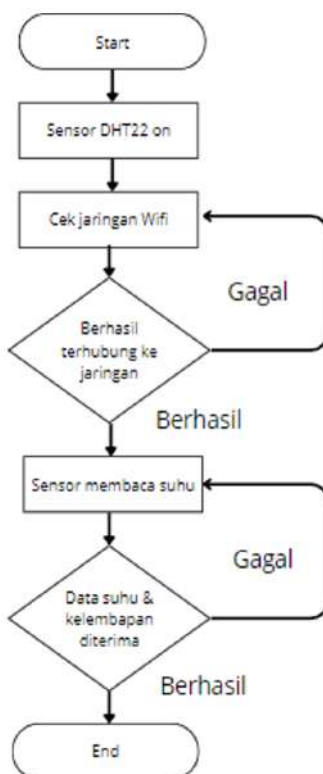 Start
Sensor DHT22 on
Cek jaringan Wifi
Gagal
Berhasil
terhubung ke
jaringan
Berhasil
Sensor membaca suhu
Gagal
Data suhu &
kelembapan
diterima
Berhasil
End